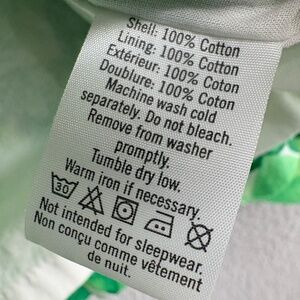 Shell: 100% Cotton
Lining: 100% Cotton
Extérieur: 100% Coton
Doublure: 100% Coton
Machine wash cold
separately. Do not bleach.
Remove from washer
promptly.
Tumble dry low.
Warm iron if necessary.
30
Not intended for sleepwear.
Non conçu comme vêtement
de nuit.